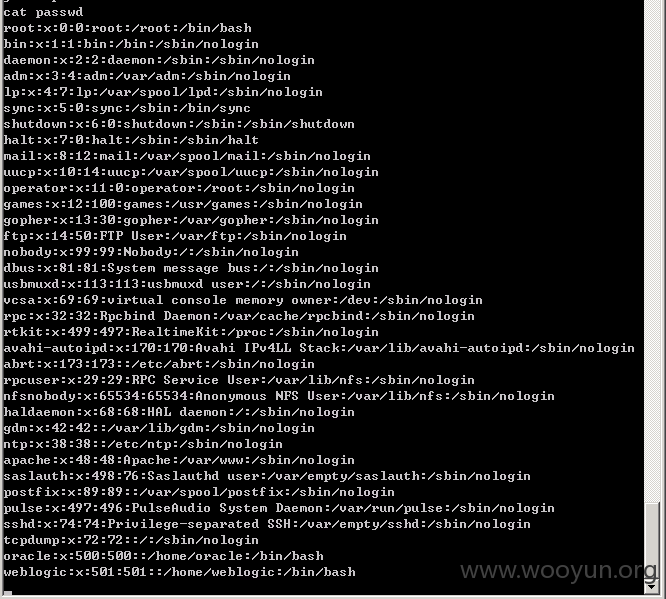 cat passwd
root:x:0:0:root:/root:/bin/bash
bin:x:1:1:bin:/bin:/sbin/nologin
daemon:x:2:2:daemon:/sbin:/sbin/nologin
adm:x:3:4:adm:/var/adm:/sbin/nologin
lp:x:4:7:lp:/var/spool/lpd:/sbin/nologin
sync:x:5:0:sync:/sbin:/bin/sync
shutdown:x:6:0:shutdown:/sbin:/sbin/shutdown
halt:x:7:0:halt:/sbin:/sbin/halt
mail:x:8:12:mail:/var/spool/mail:/sbin/nologin
uucp:x:10:14:uucp:/var/spool/uucp:/sbin/nologin
operator:x:11:0:operator:/root:/sbin/nologin
games:x:12:100:games:/usr/games:/sbin/nologin
gopher:x:13:30:gopher:/var/gopher:/sbin/nologin
ftp:x:14:50:FTP User:/var/ftp:/sbin/nologin
nobody:x:99:99:Nobody:/:/sbin/nologin
dbus:x:81:81:System message bus:/:/sbin/nologin
usbmuxd:x:113:113:usbmuxd user:/:/sbin/nologin
vcsa:x:69:69:virtual console memory owner:/dev:/sbin/nologin
rpc:x:32:32:Rpcbind Daemon:/var/cache/rpcbind:/sbin/nologin
rtkit:x:499:497:RealtimeKit:/proc:/sbin/nologin
avahi-autoipd:x:170:170:Avahi IPv4LL Stack:/var/lib/avahi-autoipd:/sbin/nologin
abrt:x:173:173::/etc/abrt:/sbin/nologin
rpcuser:x:29:29:RPC Service User:/var/lib/nfs:/sbin/nologin
nfsnobody:x:65534:65534:Anonymous NFS User:/var/lib/nfs:/sbin/nologin
haldaemon:x:68:68:HAL daemon:/:/sbin/nologin
gdm:x:42:42::/var/lib/gdm:/sbin/nologin
ntp:x:38:38::/etc/ntp:/sbin/nologin
apache:x:48:48:Apache:/var/www:/sbin/nologin
saslauth:x:498:76:Saslauthd user:/var/empty/saslauth:/sbin/nologin
postfix:x:89:89::/var/spool/postfix:/sbin/nologin
pulse:x:497:496:PulseAudio System Daemon:/var/run/pulse:/sbin/nologin
sshd:x:74:74:Privilege-separated SSH:/var/empty/sshd:/sbin/nologin
tcpdump:x:72:72::/:/sbin/nologin
oracle:x:500:500::/home/oracle:/bin/bash
weblogic:x:501:501::/home/weblogic:/bin/bash
www.wooyun.org